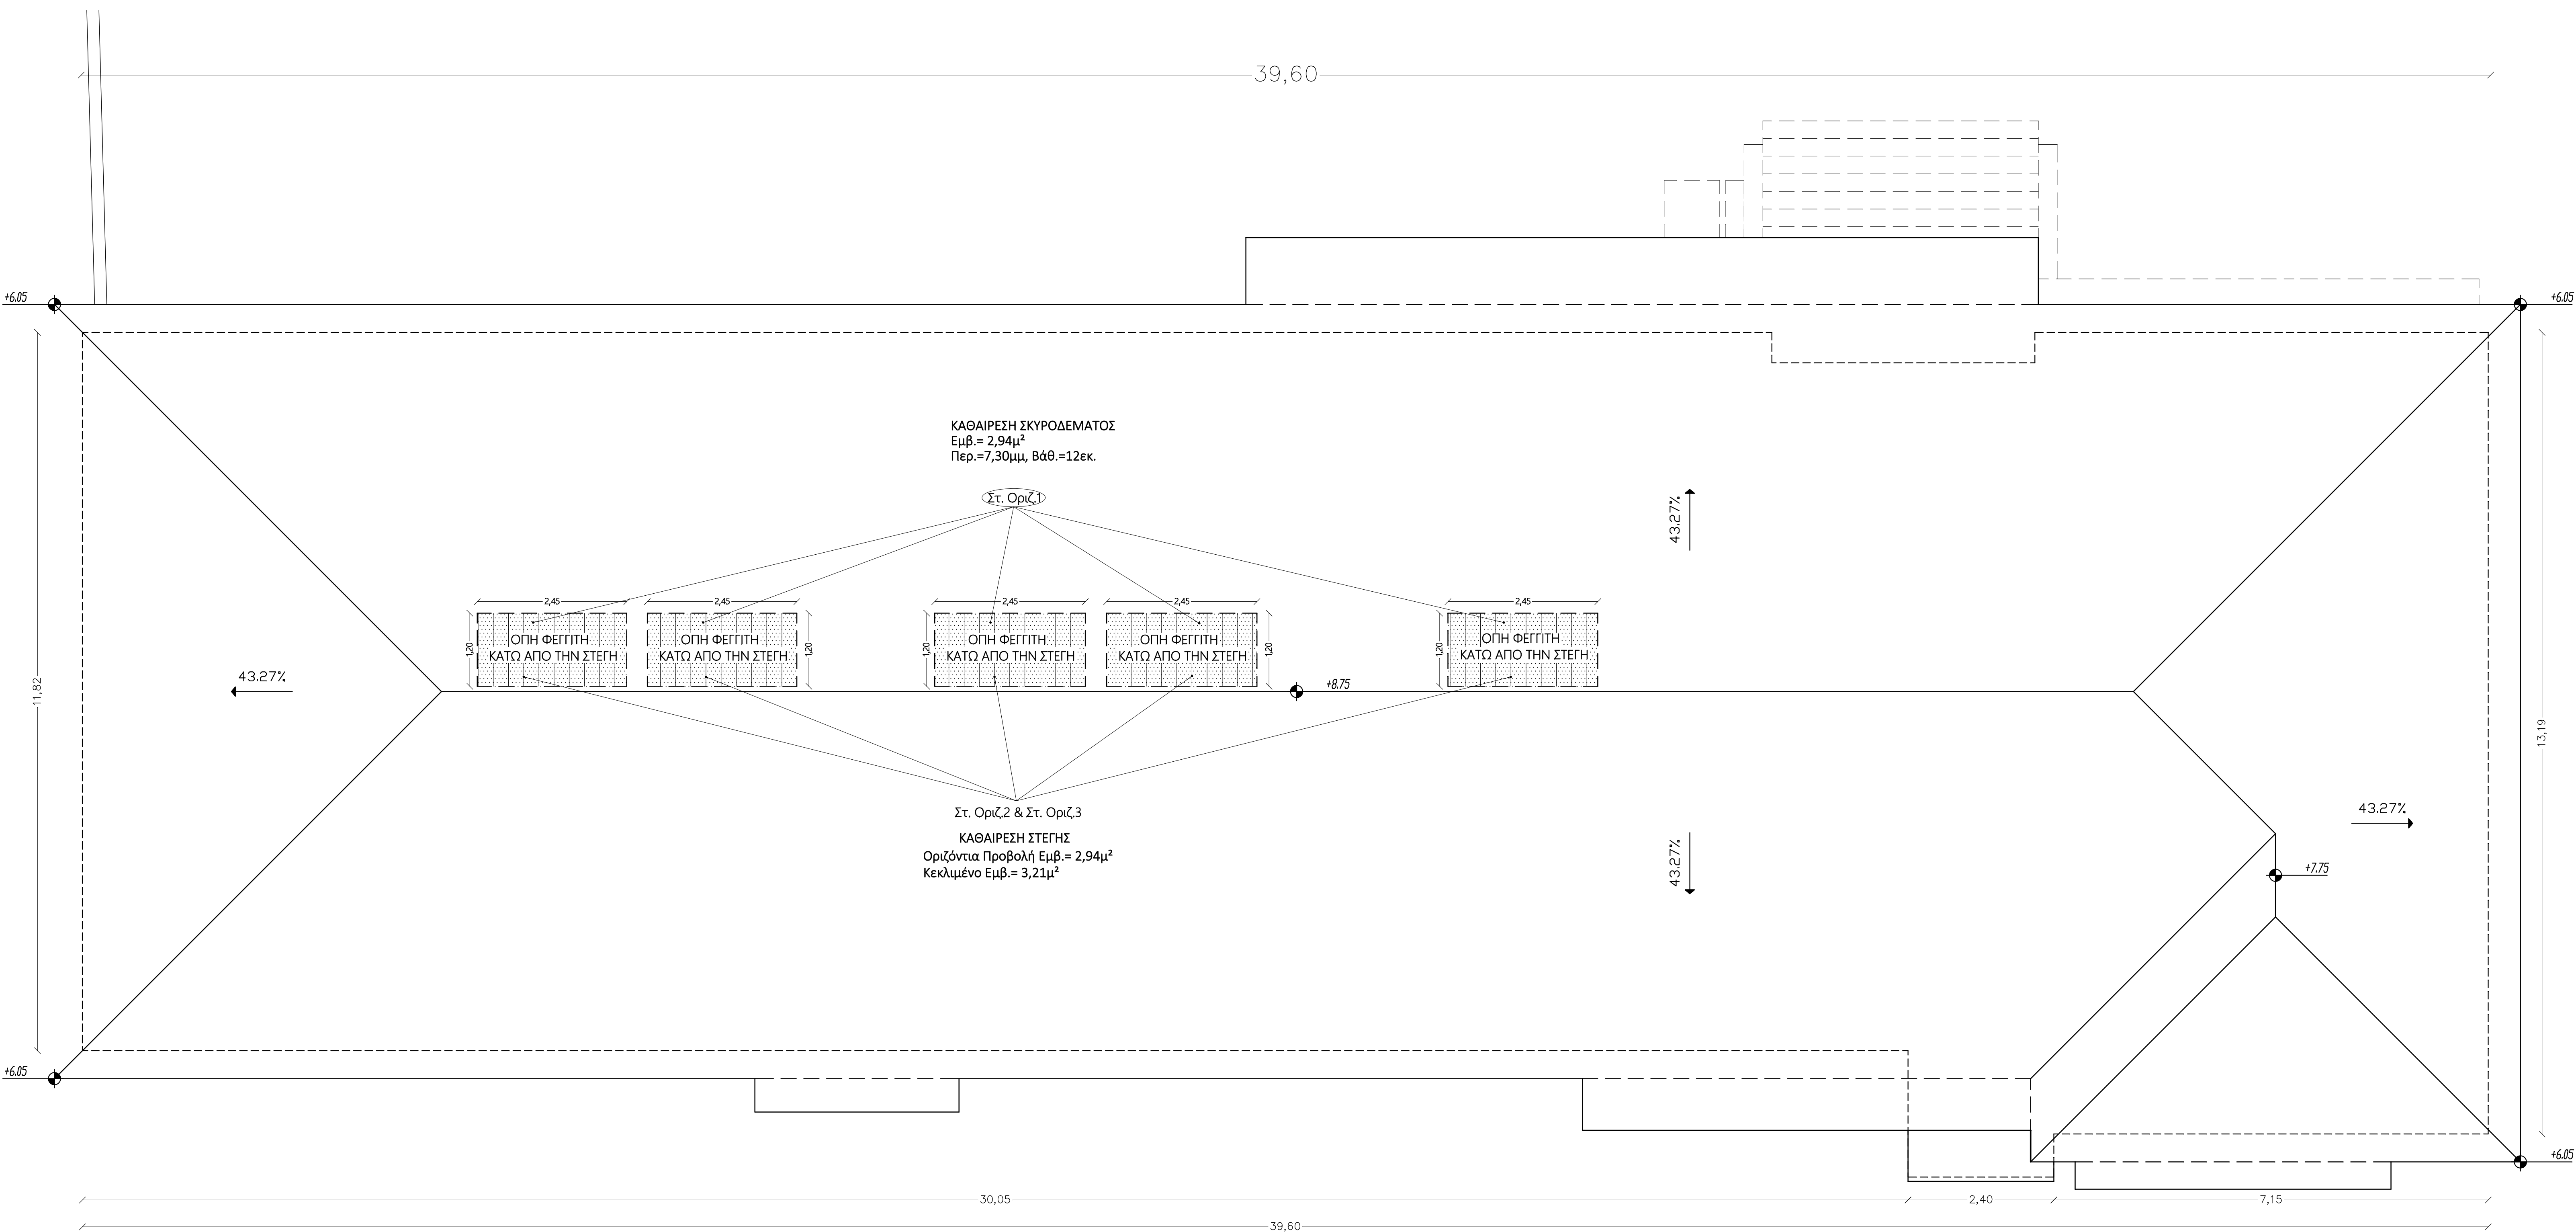 39,60
+6.05
+6.05
ΚΑΘΑΙΡΕΣΗ ΣΚΥΡΟΔΕΜΑΤΟΣ
Εμβ.= 2,94μ²
Περ.=7,30μμ, Βάθ.=12εκ.
Στ. Οριζ.1
43.27%
2,45
2,45
2,45
2,45
2,45
1,20
ΟΠΗ ΦΕΓΓΙΤΗ
ΚΑΤΩ ΑΠΟ ΤΗΝ ΣΤΕΓΗ
ΟΠΗ ΦΕΓΓΙΤΗ
ΚΑΤΩ ΑΠΟ ΤΗΝ ΣΤΕΓΗ
1,20
1,20
ΟΠΗ ΦΕΓΓΙΤΗ
ΚΑΤΩ ΑΠΟ ΤΗΝ ΣΤΕΓΗ
ΟΠΗ ΦΕΓΓΙΤΗ
ΚΑΤΩ ΑΠΟ ΤΗΝ ΣΤΕΓΗ
1,20
1,20
ΟΠΗ ΦΕΓΓΙΤΗ
ΚΑΤΩ ΑΠΟ ΤΗΝ ΣΤΕΓΗ
11,82
43.27%
+8.75
13,19
Στ. Οριζ.2 & Στ. Οριζ.3
ΚΑΘΑΙΡΕΣΗ ΣΤΕΓΗΣ
Οριζόντια Προβολή Εμβ.= 2,94μ²
Κεκλιμένο Εμβ.= 3,21μ²
43.27%
43.27%
+7.75
+6.05
+6.05
30,05
2,40
7,15
39,60